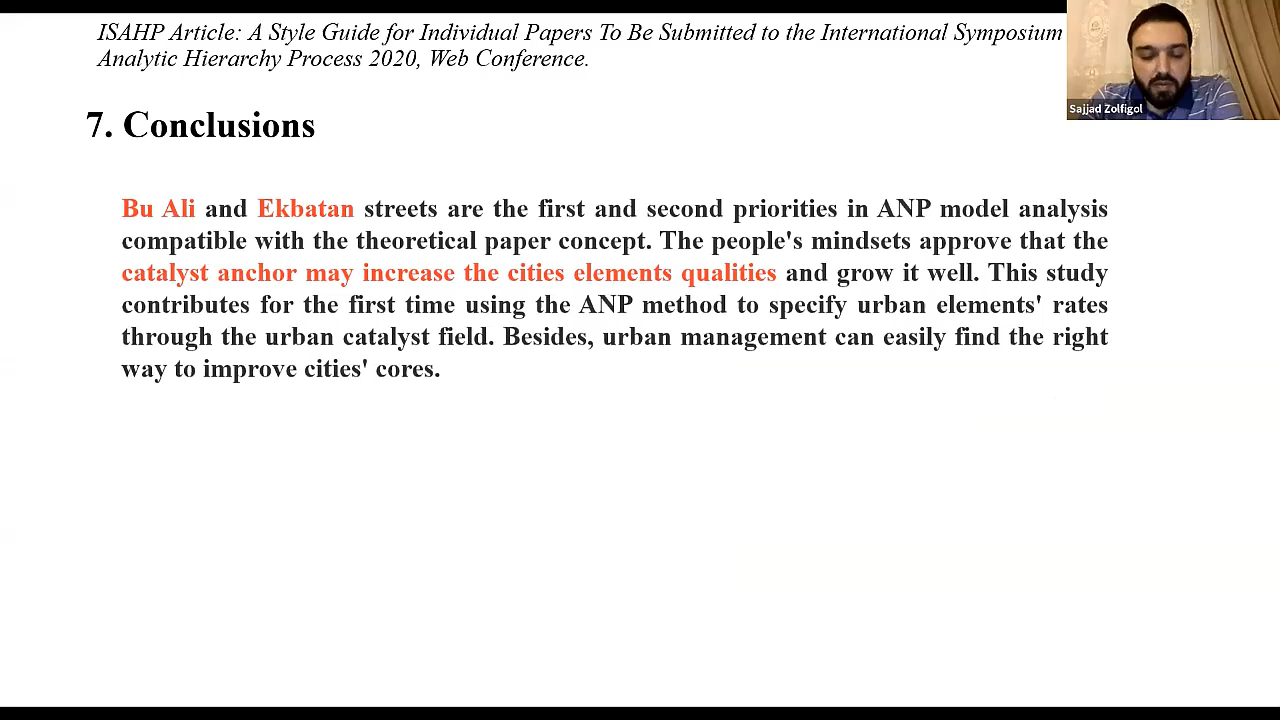 ISAHP Article: A Style Guide for Individual Papers To Be Submitted to the International Symposium
Analytic Hierarchy Process 2020, Web Conference.
Sajjad Zolfigol
7. Conclusions
Bu Ali and Ekbatan streets are the first and second priorities in ANP model analysis
compatible with the theoretical paper concept. The people's mindsets approve that the
catalyst anchor may increase the cities elements qualities and grow it well. This study
contributes for the first time using the ANP method to specify urban elements' rates
through the urban catalyst field. Besides, urban management can easily find the right
way to improve cities' cores.